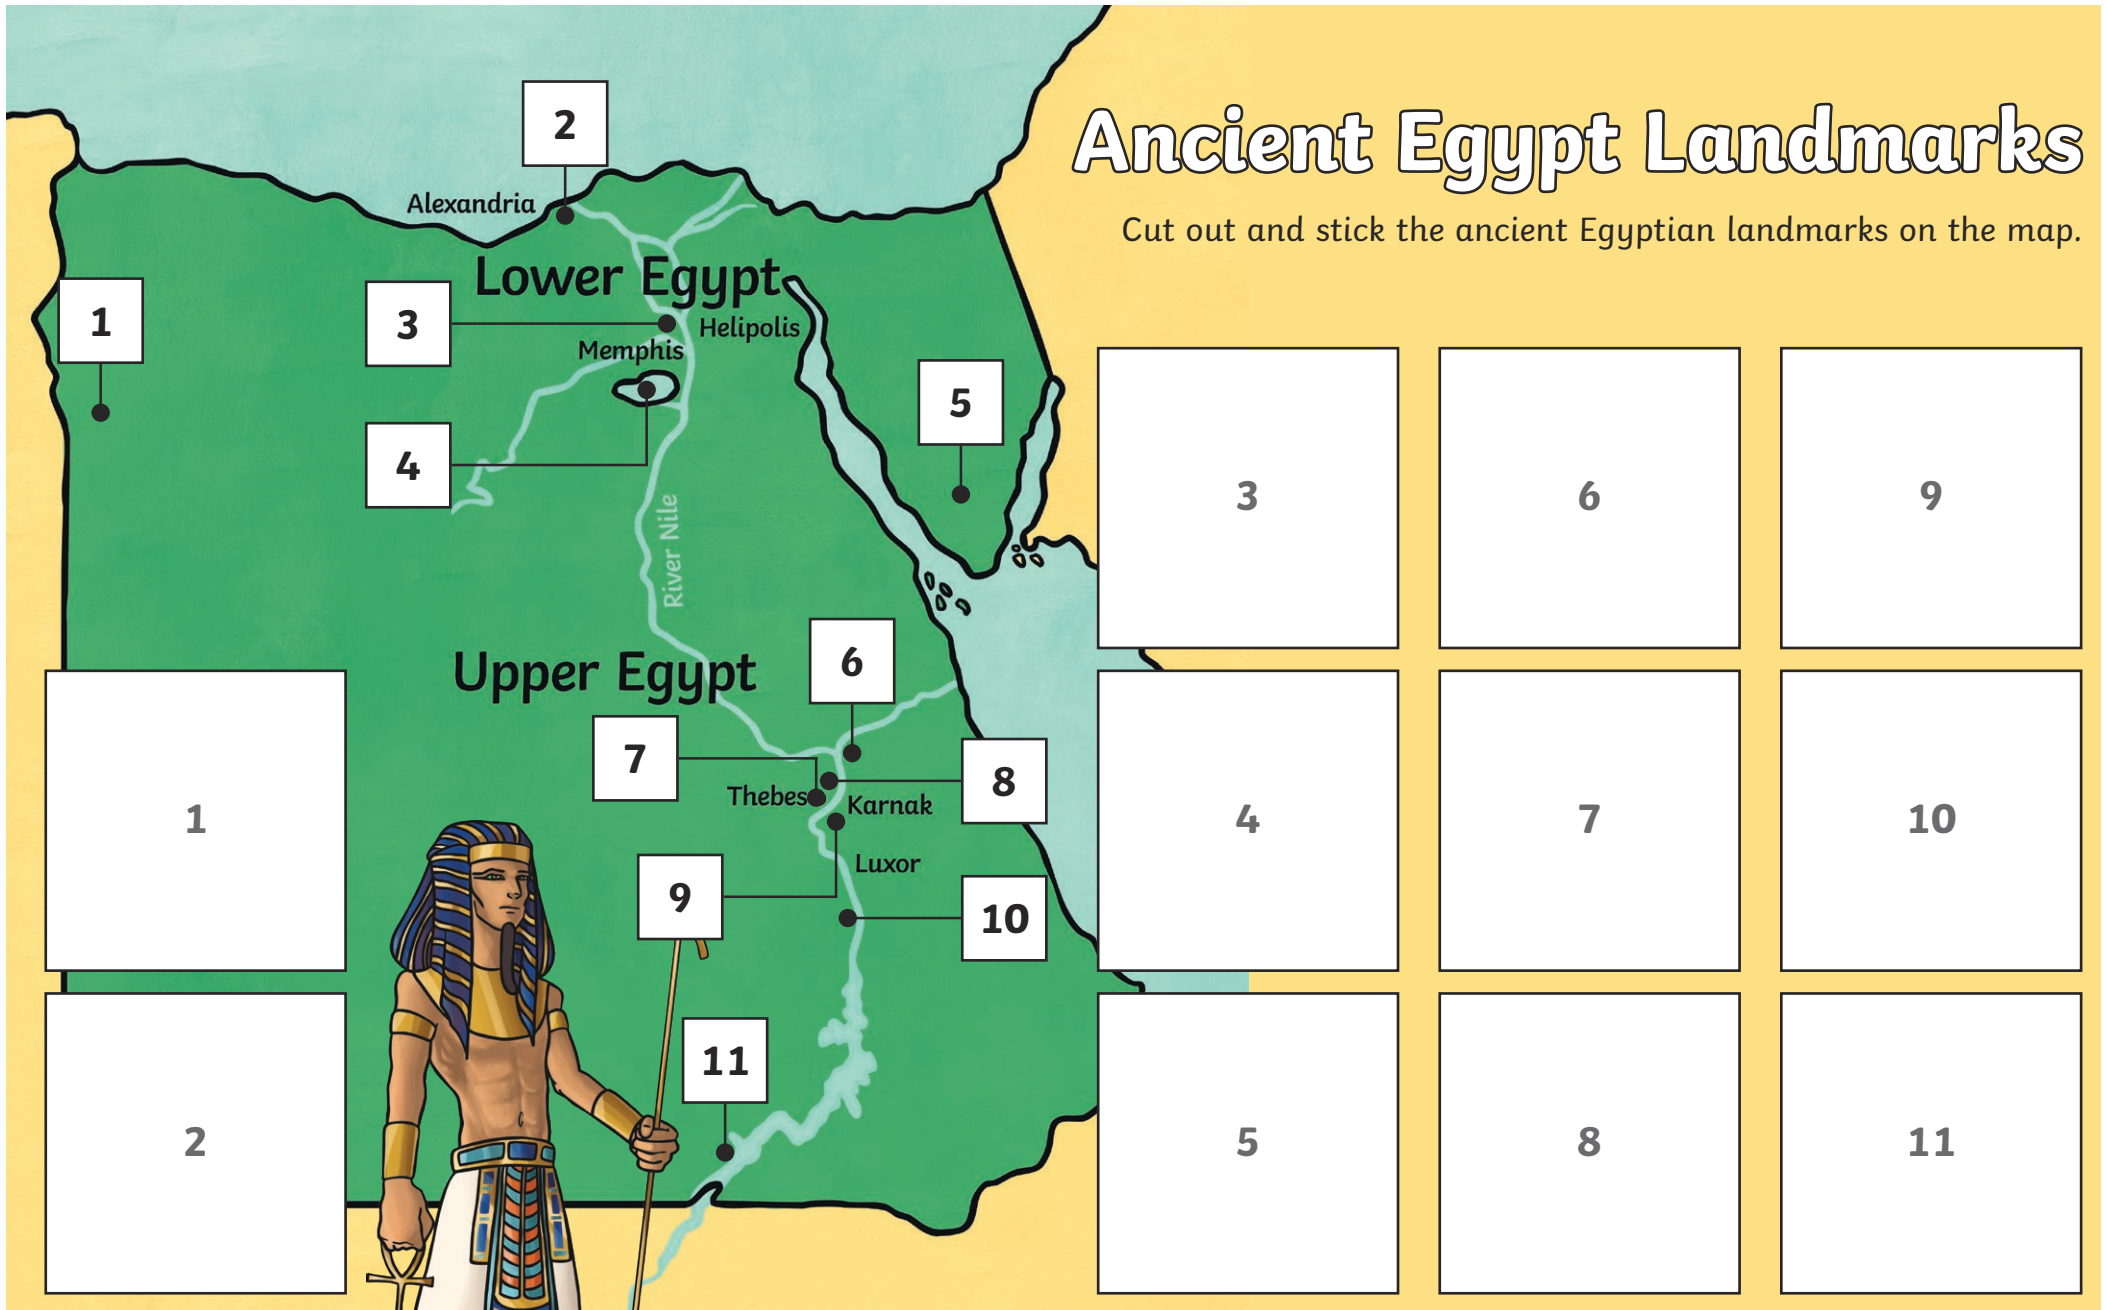 Ancient Egypt Landmarks
Cut out and stick the ancient Egyptian landmarks on the map.
2
Alexandria
Lower Egypt
1
3
Helipolis
Memphis
5
4
River Nile
6
Upper Egypt
7
8
Thebes
Karnak
Luxor
9
10
11
1
2
3
6
9
4
7
10
5
8
11